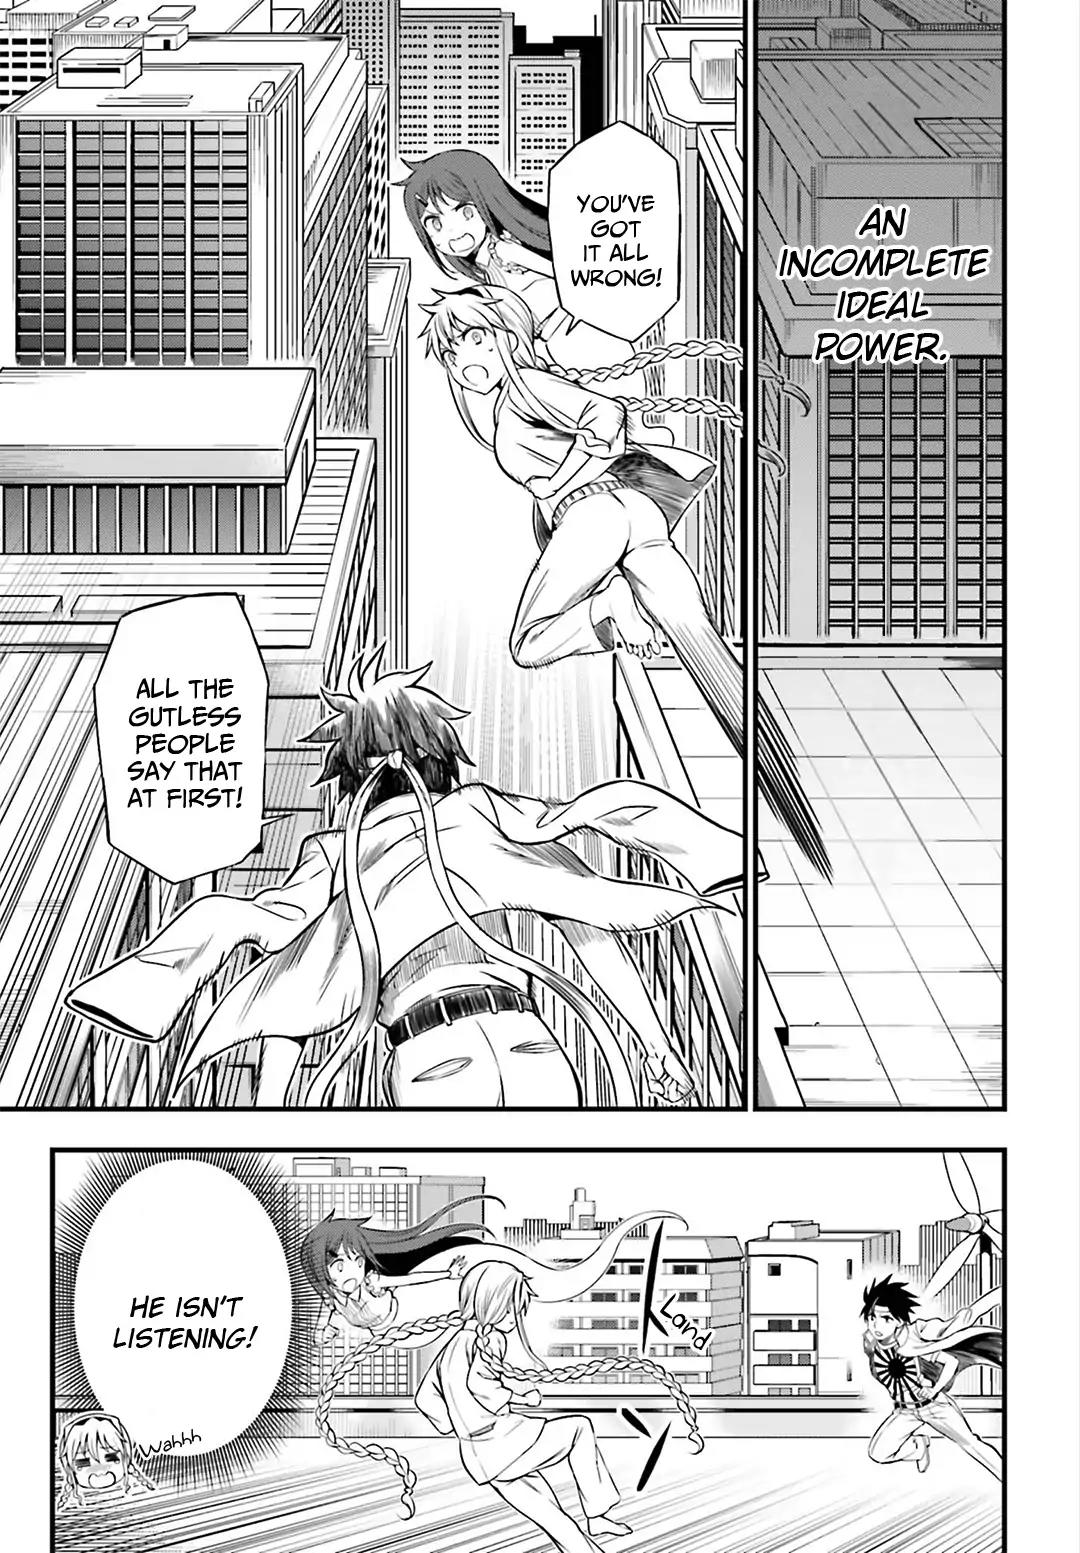 AN
INCOMPLETE
IDEAL
POWER.
YOU'VE
GOT
IT ALL
WRONG!
ALL THE
GUTLESS
PEOPLE
SAY THAT
AT FIRST!
Land
HE ISN'T
LISTENING!
Wahhh